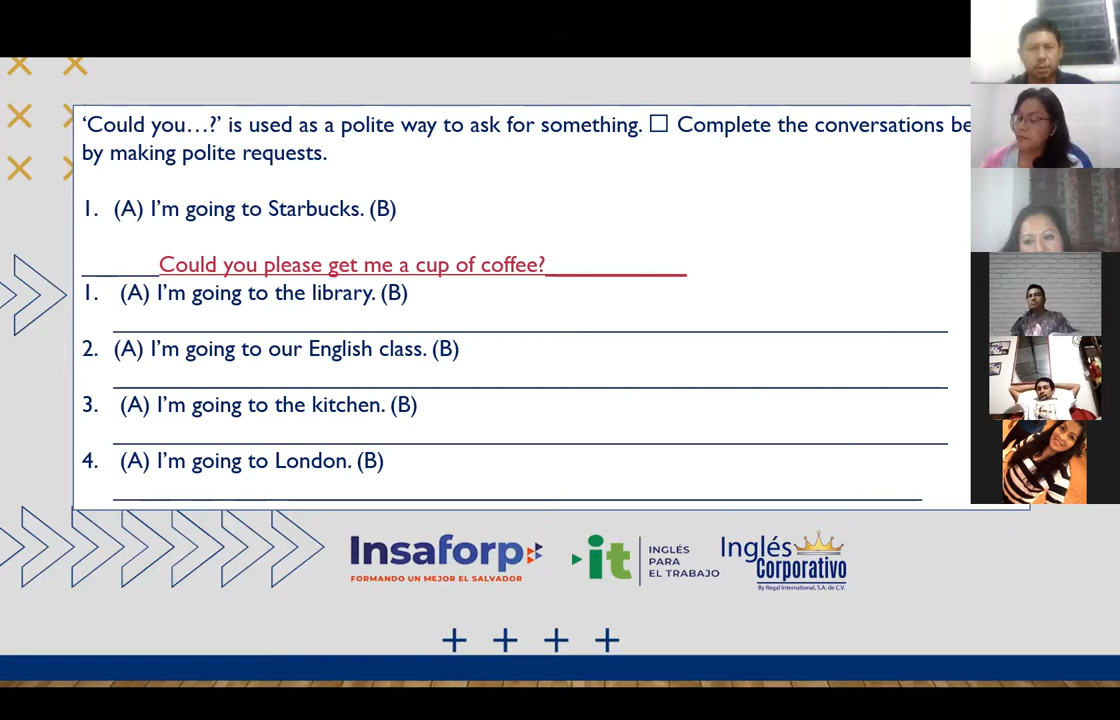 ‘Could you…?’ is used as a polite way to ask for something. ☐ Complete the conversations be
by making polite requests.
1. (A) I’m going to Starbucks. (B)
______Could you please get me a cup of coffee?___________
1. (A) I’m going to the library. (B)
2. (A) I’m going to our English class. (B)
3. (A) I’m going to the kitchen. (B)
4. (A) I’m going to London. (B)
Insaforp
FORMANDO UN MEJOR EL SALVADOR
it
INGLÉS
PARA
EL TRABAJO
Inglés
Corporativo
By Regal International, S.A. de C.V.